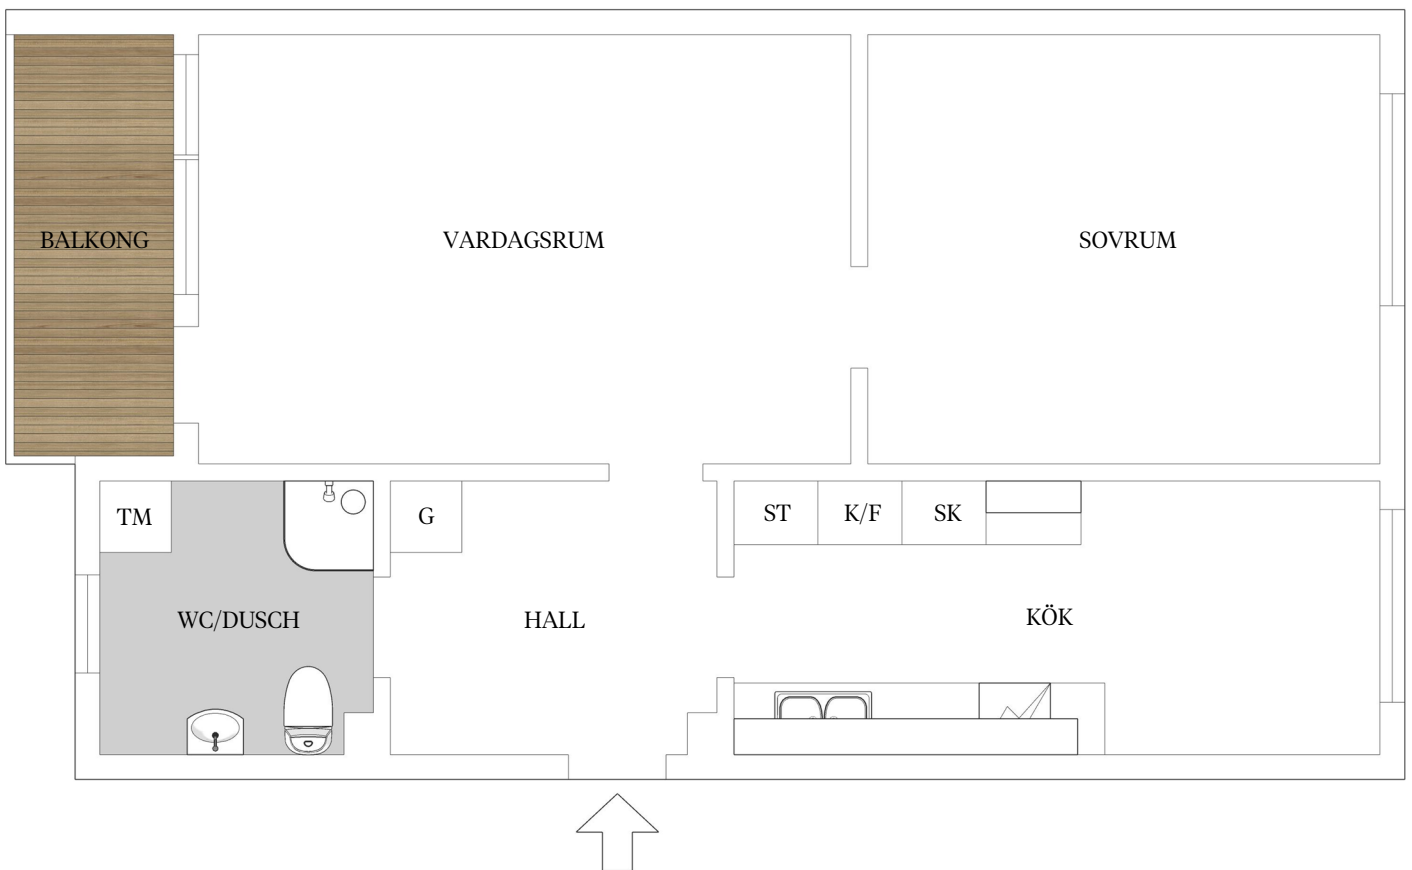 BALKONG
VARDAGSRUM
SOVRUM
TM
G
ST
K/F
SK
WC/DUSCH
HALL
KÖK